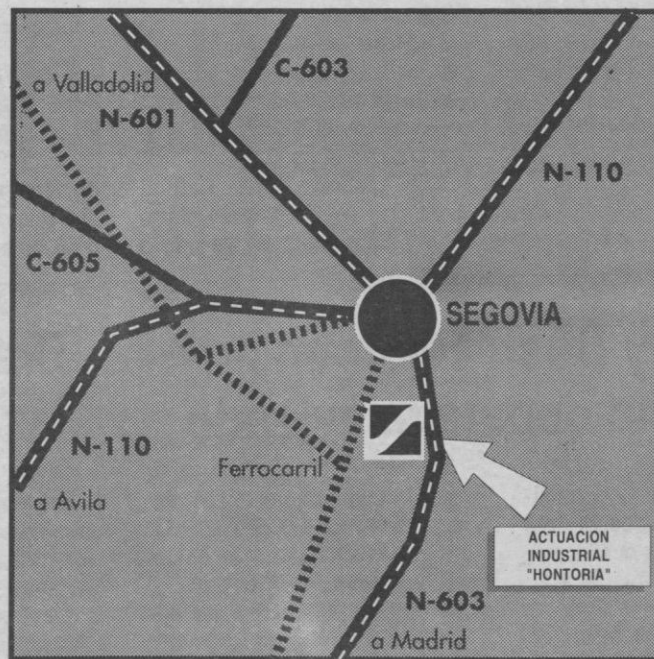 C-603
a Valladolid
N-601
N-110
C-605
SEGOVIA
N-110
Ferrocarril
a Avila
ACTUACION
INDUSTRIAL
"HONTORIA"
N-603
a Madrid